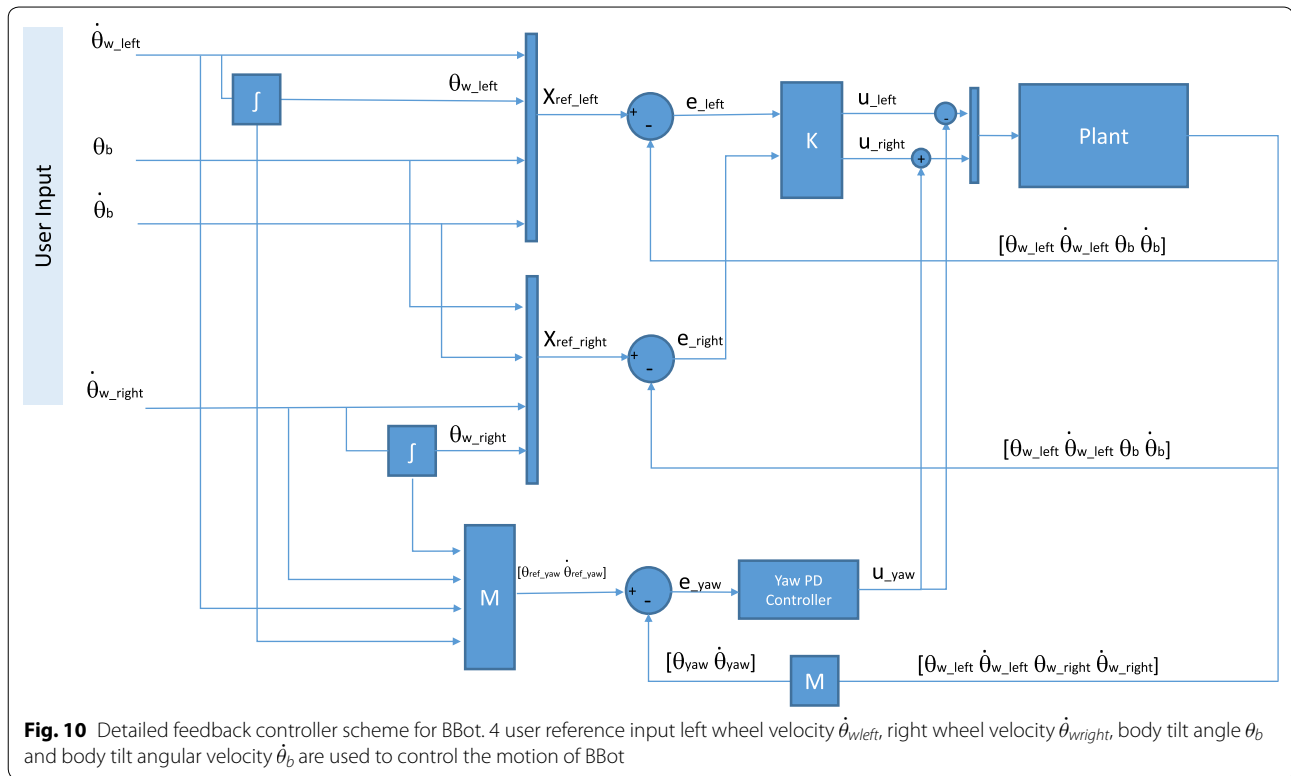 User Input
θ̇w_left
∫
θw_left
θb
θ̇b
θ̇w_right
∫
θw_right
Xref_left
+
-
e_left
K
u_left
-
u_right
+
Plant
[θw_left θ̇w_left θb θ̇b]
Xref_right
+
-
e_right
[θw_left θ̇w_left θb θ̇b]
M
[θref_yaw θ̇ref_yaw]
+
-
e_yaw
Yaw PD
Controller
u_yaw
[θyaw θ̇yaw]
M
[θw_left θ̇w_left θw_right θ̇w_right]
Fig. 10 Detailed feedback controller scheme for BBot. 4 user reference input left wheel velocity θ̇wleft, right wheel velocity θ̇wright, body tilt angle θb
and body tilt angular velocity θ̇b are used to control the motion of BBot